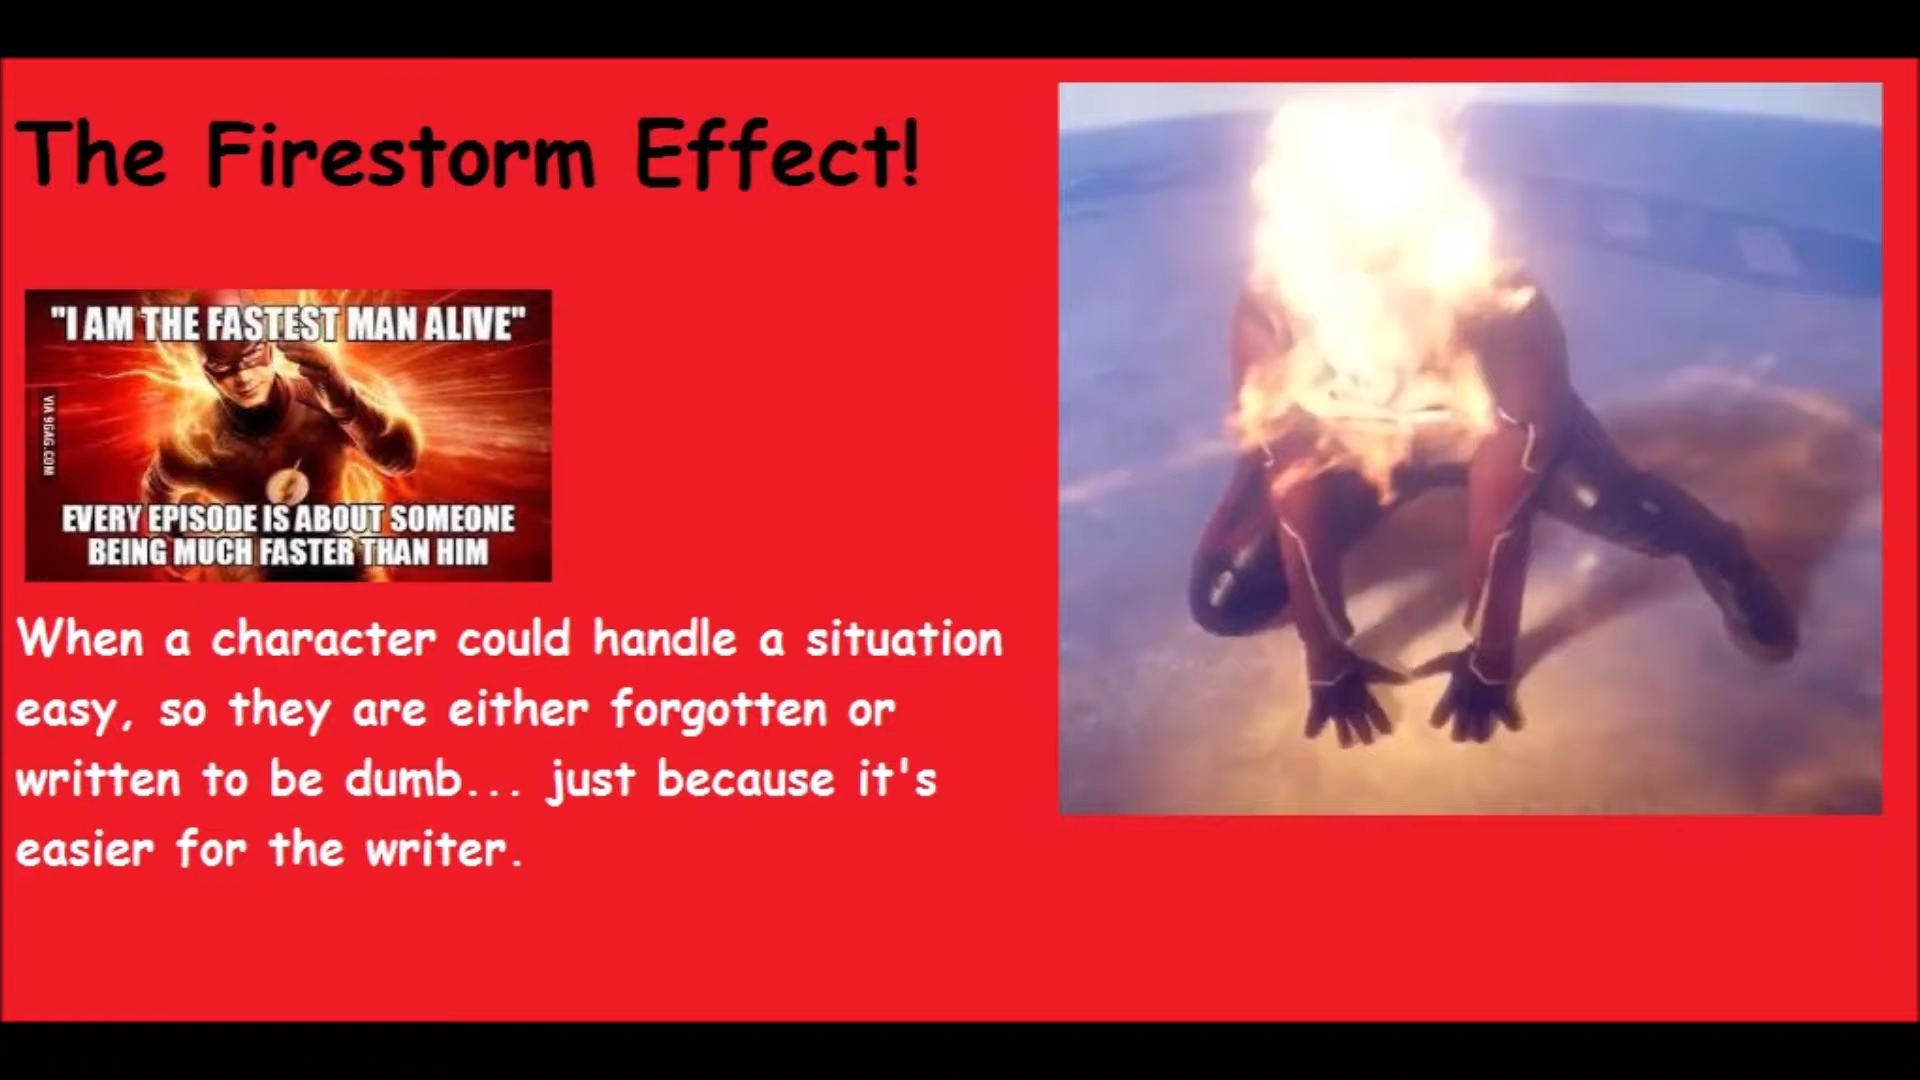 The Firestorm Effect!
"I AM THE FASTEST MAN ALIVE"
VIA 9GAG.COM
EVERY EPISODE IS ABOUT SOMEONE
BEING MUCH FASTER THAN HIM
When a character could handle a situation
easy, so they are either forgotten or
written to be dumb... just because it's
easier for the writer.